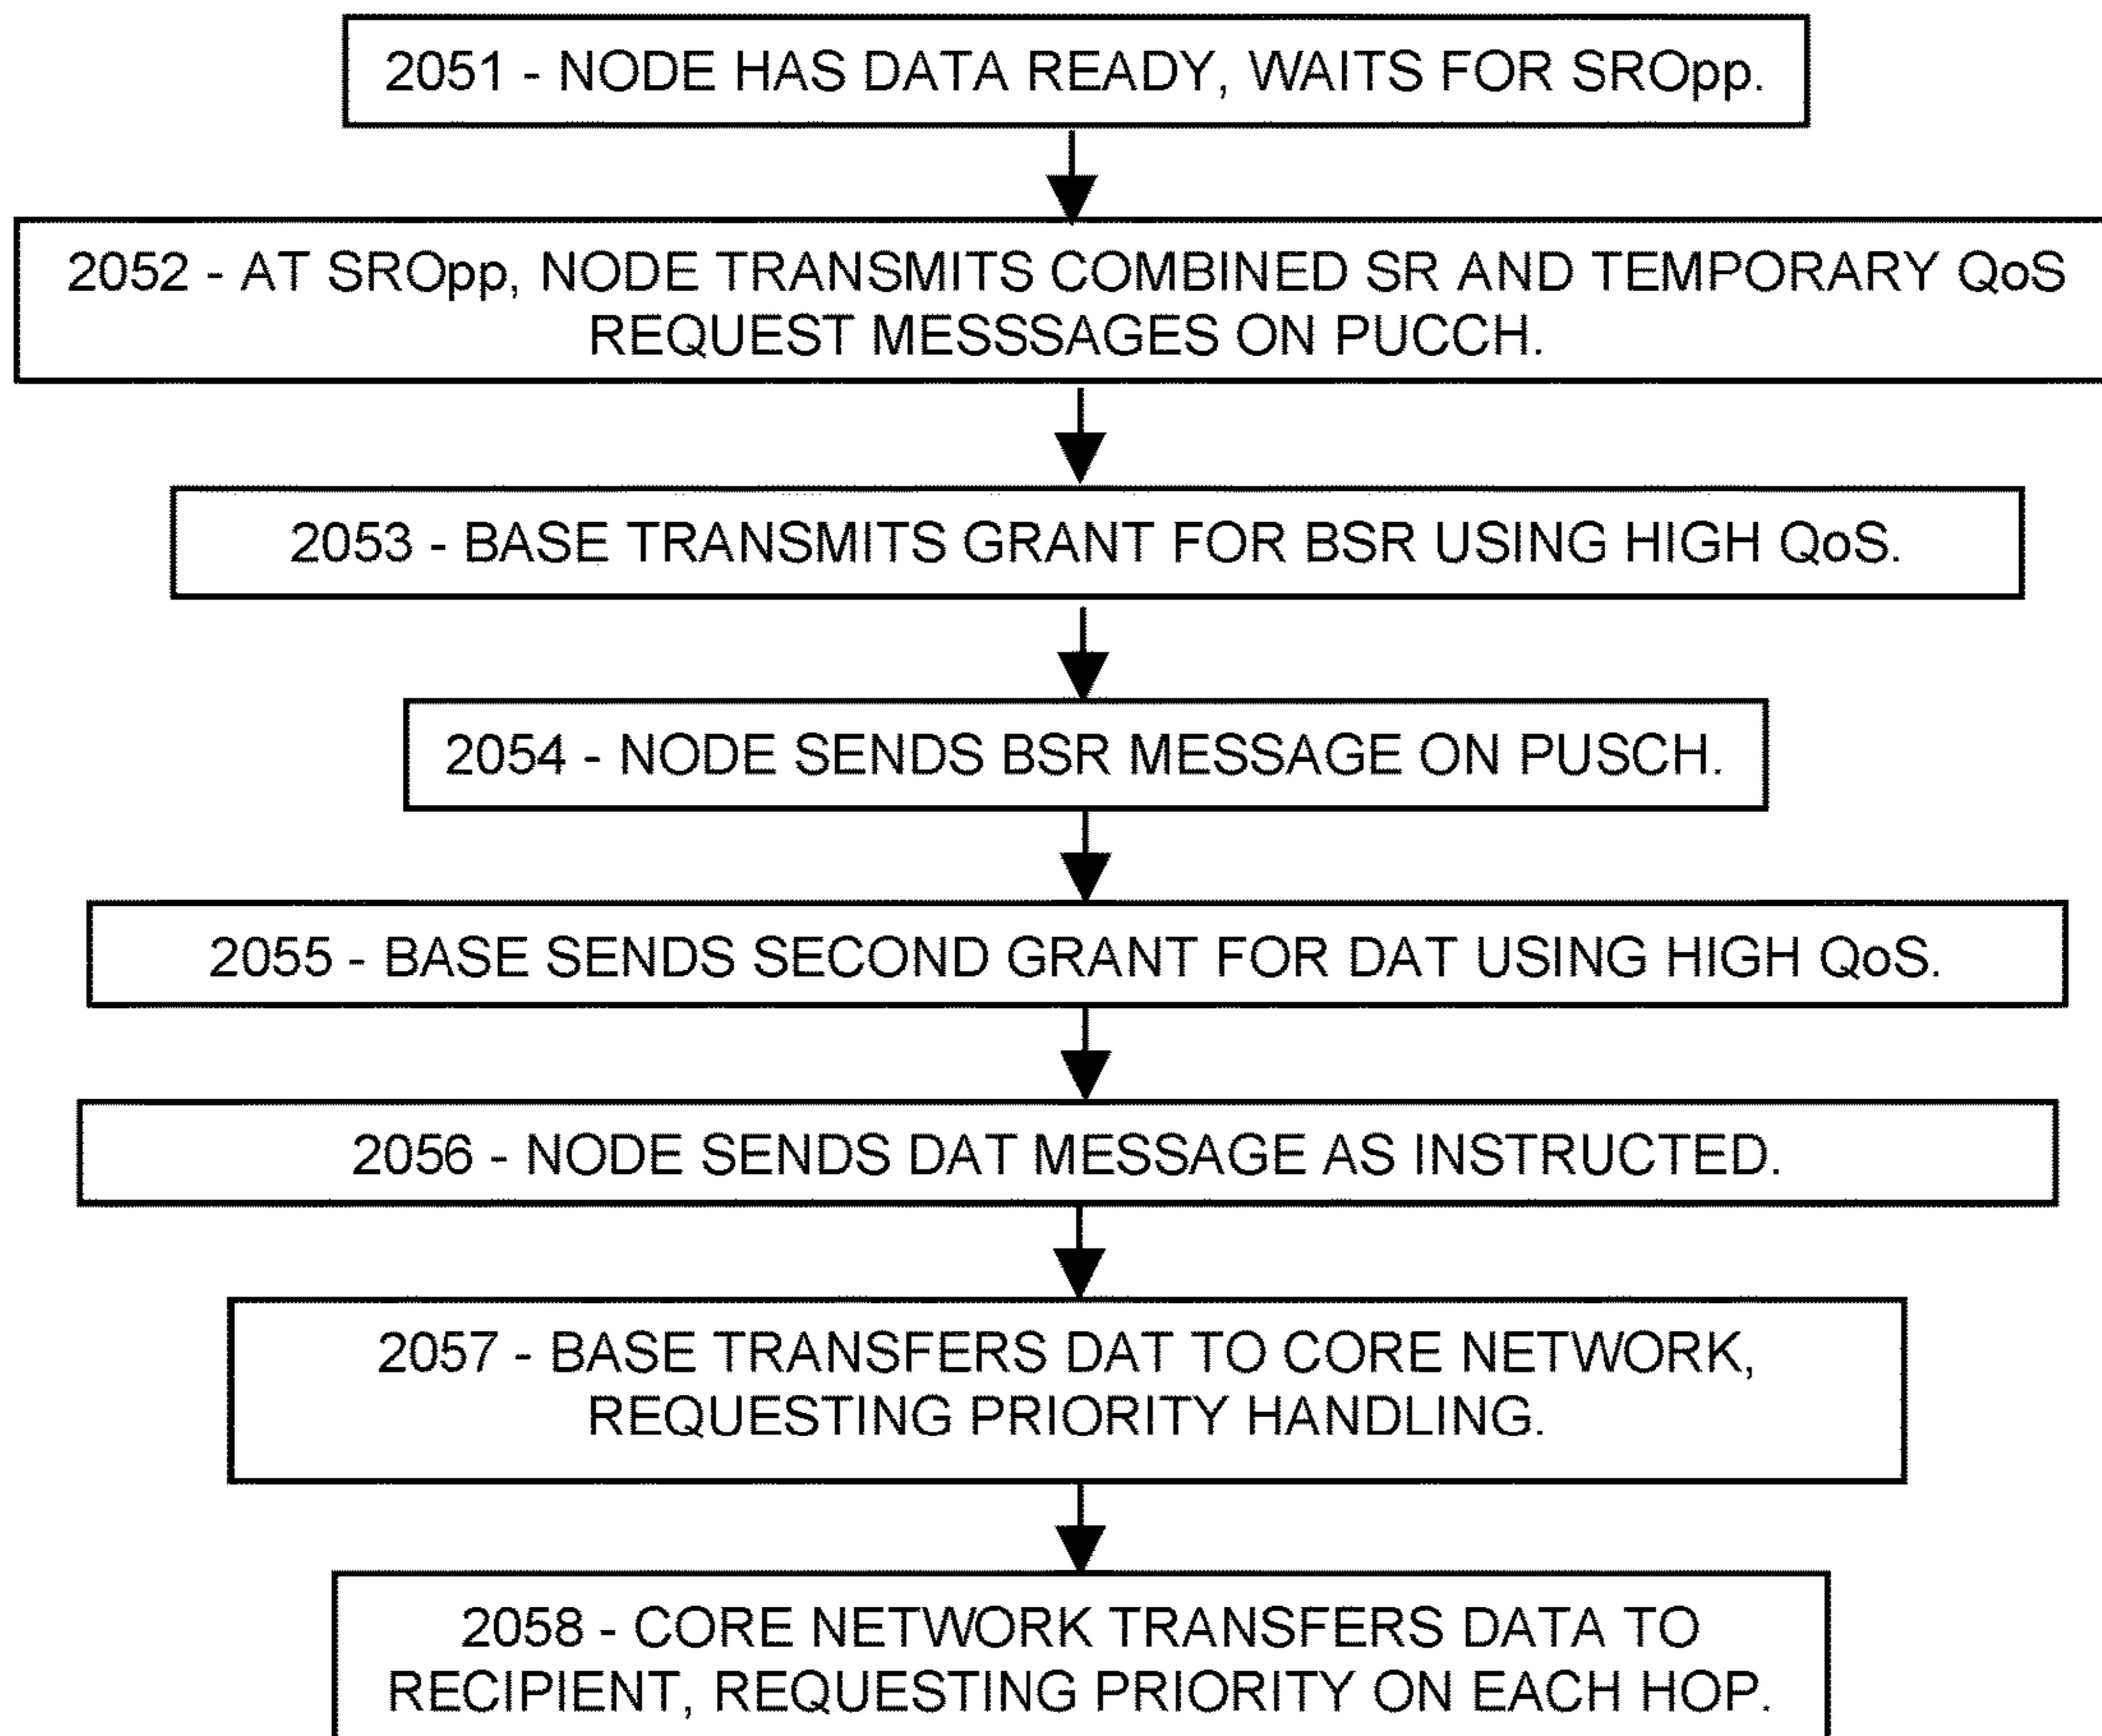 2051 - NODE HAS DATA READY, WAITS FOR SROpp.
2052 - AT SROpp, NODE TRANSMITS COMBINED SR AND TEMPORARY QoS
REQUEST MESSSAGES ON PUCCH.
2053 - BASE TRANSMITS GRANT FOR BSR USING HIGH QoS.
2054 - NODE SENDS BSR MESSAGE ON PUSCH.
2055 - BASE SENDS SECOND GRANT FOR DAT USING HIGH QoS.
2056 - NODE SENDS DAT MESSAGE AS INSTRUCTED.
2057 - BASE TRANSFERS DAT TO CORE NETWORK,
REQUESTING PRIORITY HANDLING.
2058 - CORE NETWORK TRANSFERS DATA TO
RECIPIENT, REQUESTING PRIORITY ON EACH HOP.